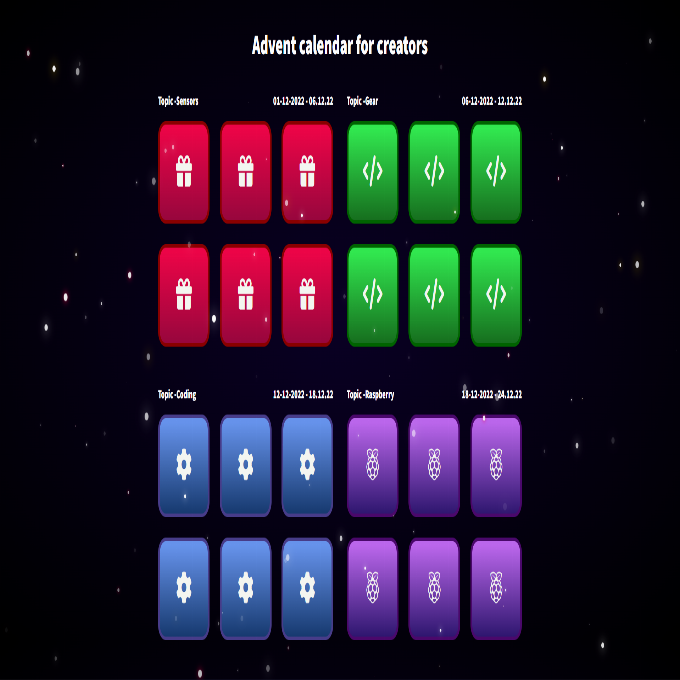 Advent calendar for creators
Topic -Sensors 01-12-2022 - 06.12.22
Topic -Gear 06-12-2022 - 12.12.22
Topic -Coding 12-12-2022 - 18.12.22
Topic -Raspberry 18-12-2022 - 24.12.22